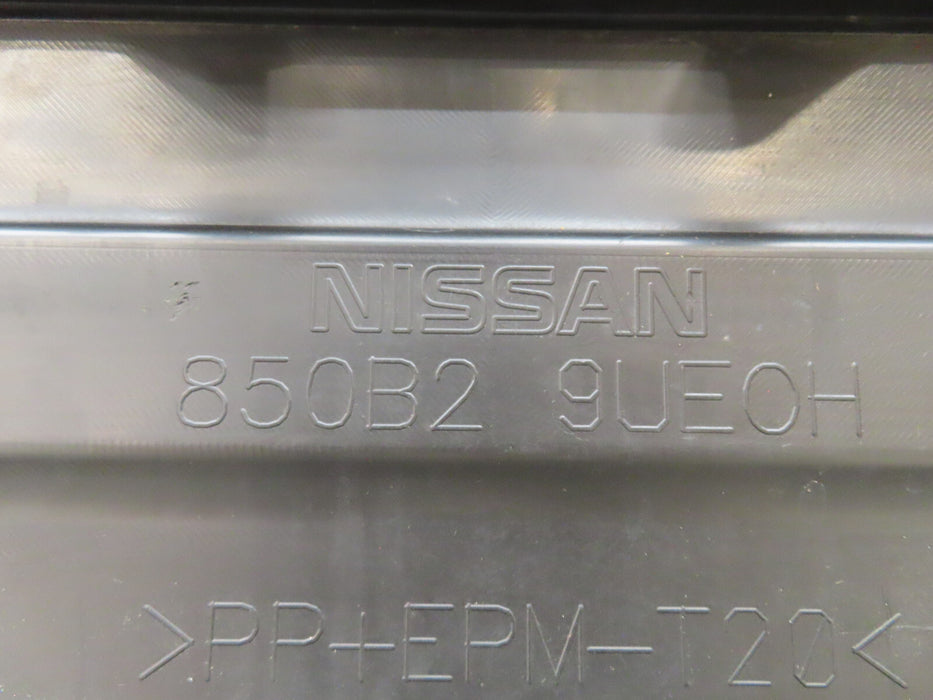 NISSAN
850B2 9UE0H
>PP+EPM-T20<